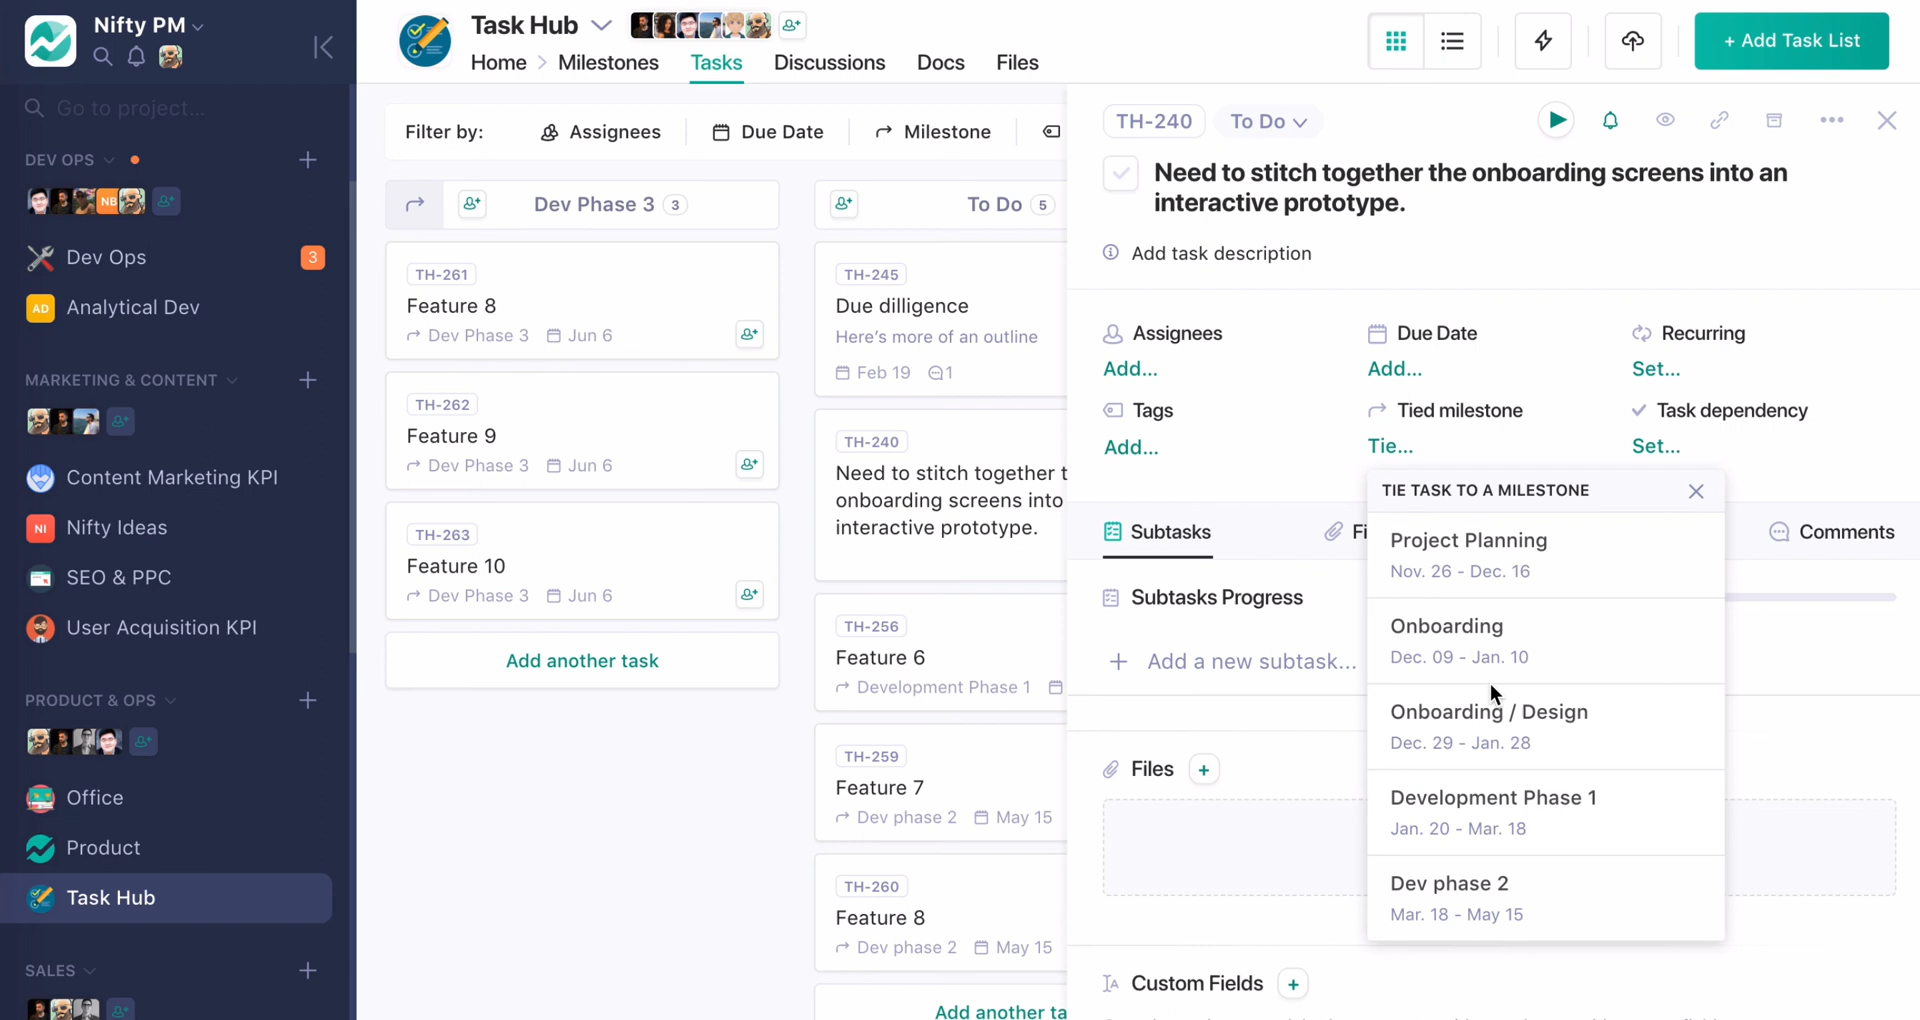 Nifty PM
Go to project...
DEV OPS
NB
Dev Ops
3
AD
Analytical Dev
MARKETING & CONTENT
Content Marketing KPI
NI
Nifty Ideas
SEO & PPC
User Acquisition KPI
PRODUCT & OPS
Office
Product
Task Hub
SALES
Task Hub
Home > Milestones Tasks Discussions Docs Files
+ Add Task List
Filter by: Assignees Due Date Milestone
Dev Phase 3 3
TH-261
Feature 8
Dev Phase 3 Jun 6
TH-262
Feature 9
Dev Phase 3 Jun 6
TH-263
Feature 10
Dev Phase 3 Jun 6
Add another task
To Do 5
TH-245
Due dilligence
Here's more of an outline
Feb 19 1
TH-240
Need to stitch together t
onboarding screens into
interactive prototype.
TH-256
Feature 6
Development Phase 1
TH-259
Feature 7
Dev phase 2 May 15
TH-260
Feature 8
Dev phase 2 May 15
Add another ta
TH-240 To Do
Need to stitch together the onboarding screens into an
interactive prototype.
Add task description
Assignees Due Date Recurring
Add... Add... Set...
Tags Tied milestone Task dependency
Add... Tie... Set...
TIE TASK TO A MILESTONE
Project Planning
Nov. 26 - Dec. 16
Onboarding
Dec. 09 - Jan. 10
Onboarding / Design
Dec. 29 - Jan. 28
Development Phase 1
Jan. 20 - Mar. 18
Dev phase 2
Mar. 18 - May 15
Subtasks Fi Comments
Subtasks Progress
+ Add a new subtask...
Files +
Custom Fields +